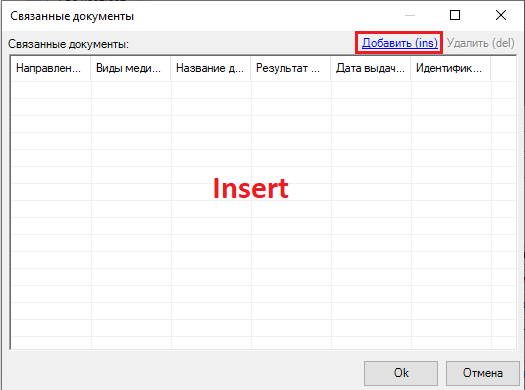 Связанные документы
Связанные документы:
Добавить (ins) Удалить (del)
Направлен... Виды меди... Название д... Результат ... Дата выдач... Идентифик...
Insert
Ok Отмена